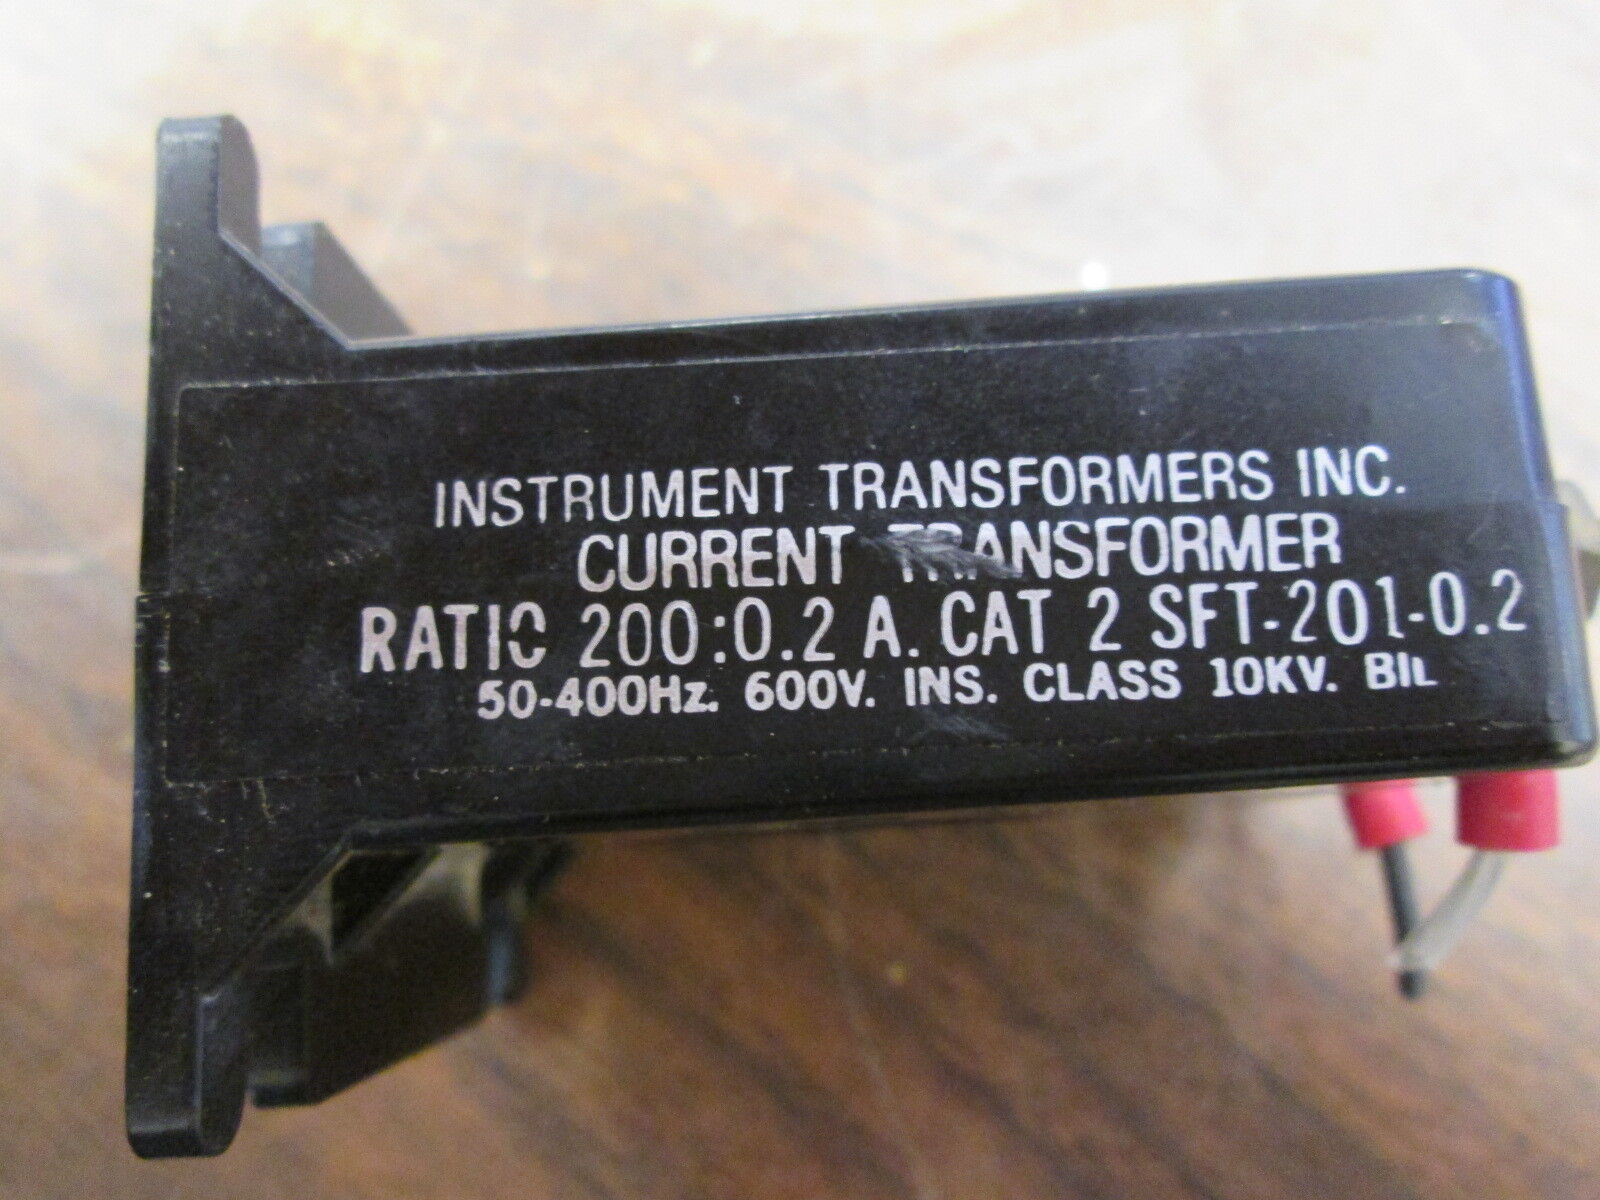 INSTRUMENT TRANSFORMERS INC.
CURRENT TRANSFORMER
RATIO 200:0.2 A. CAT 2 SFT-201-0.2
50-400Hz. 600V. INS. CLASS 10KV. BIL